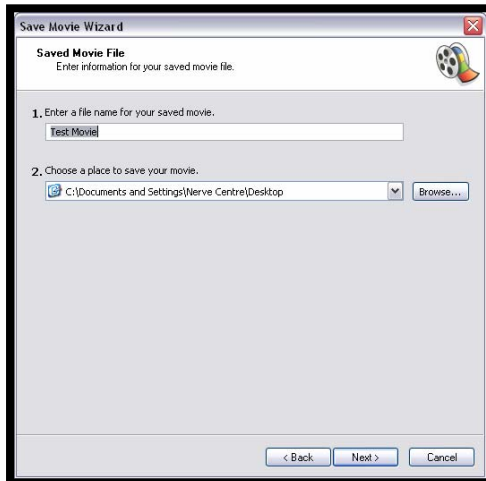 Save Movie Wizard
Saved Movie File
Enter information for your saved movie file.
1. Enter a file name for your saved movie.
Test Movie
2. Choose a place to save your movie.
C:\Documents and Settings\Nerve Centre\Desktop
Browse...
< Back Next > Cancel